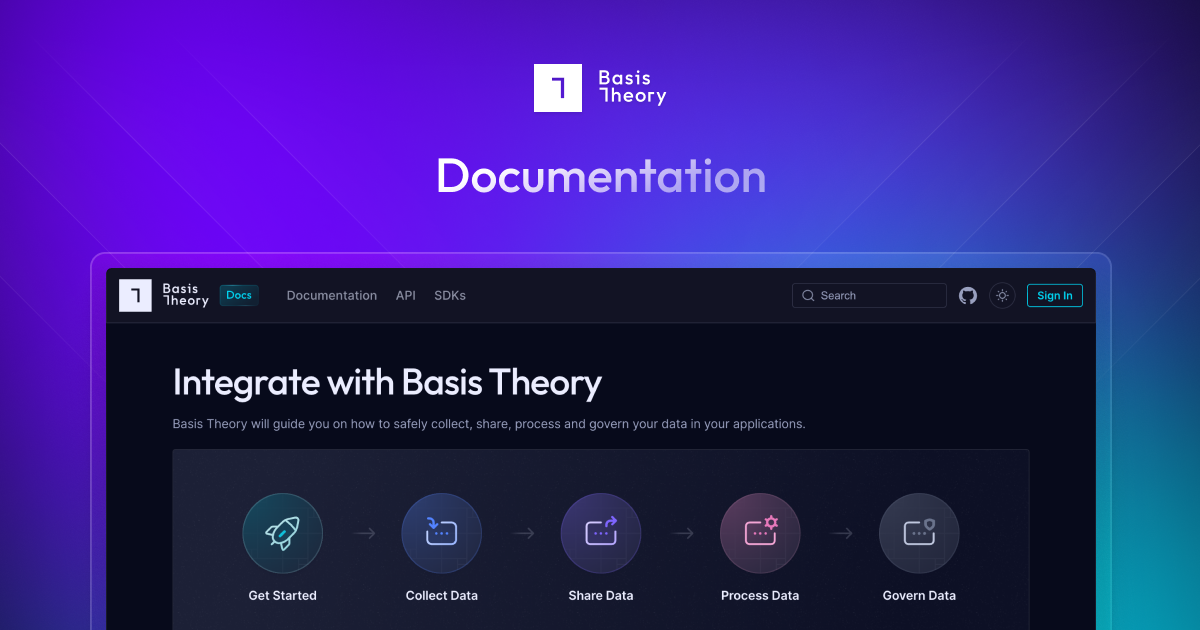 Basis
Theory
Documentation
Basis
Theory
Docs
Documentation
API
SDKs
Search
Sign In
Integrate with Basis Theory
Basis Theory will guide you on how to safely collect, share, process and govern your data in your applications.
Get Started
Collect Data
Share Data
Process Data
Govern Data